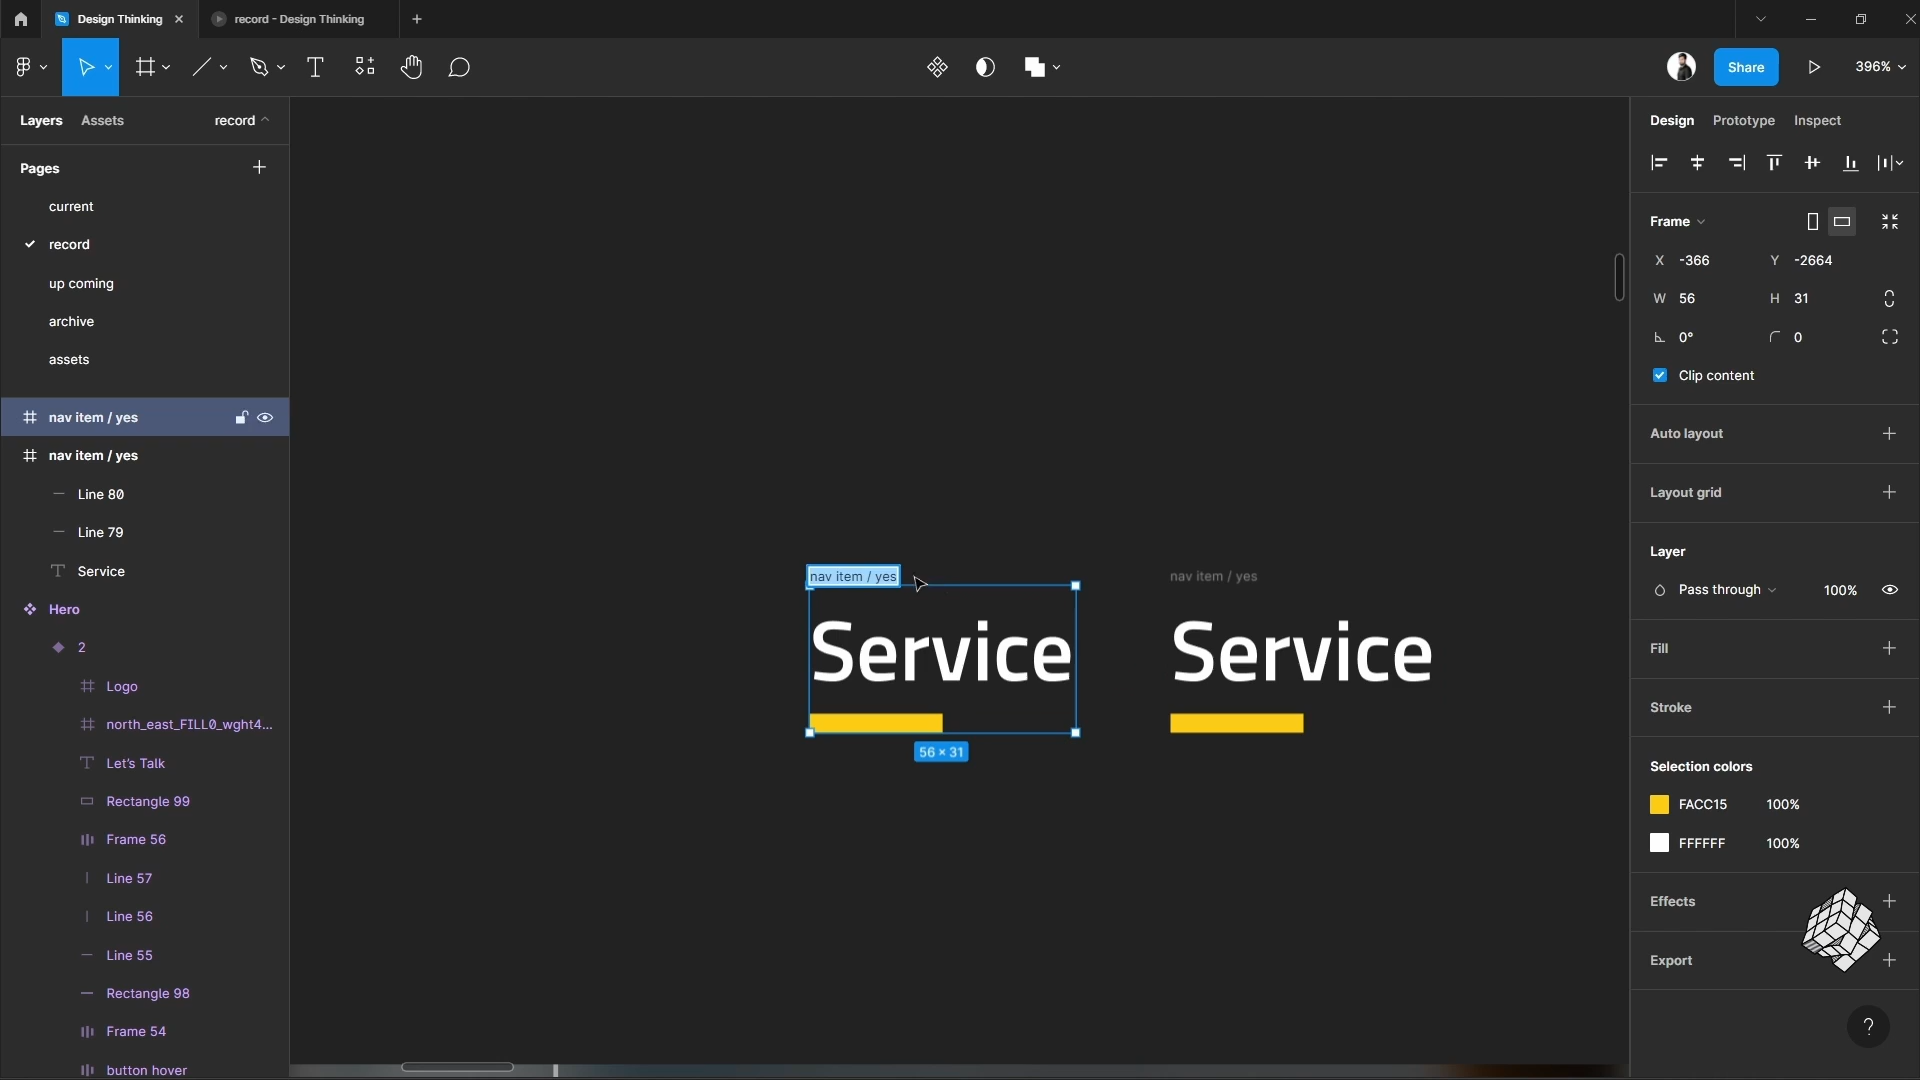 Design Thinking
record - Design Thinking
Share
396%
Layers
Assets
record
Pages
current
record
up coming
archive
assets
nav item / yes
nav item / yes
Line 80
Line 79
Service
Hero
2
Logo
north_east_FILL0_wght4...
Let's Talk
Rectangle 99
Frame 56
Line 57
Line 56
Line 55
Rectangle 98
Frame 54
button hover
nav item / yes
Service
56 × 31
nav item / yes
Service
Design
Prototype
Inspect
Frame
X -366
Y -2664
W 56
H 31
0°
0
Clip content
Auto layout
Layout grid
Layer
Pass through
100%
Fill
Stroke
Selection colors
FACC15 100%
FFFFFF 100%
Effects
Export
?